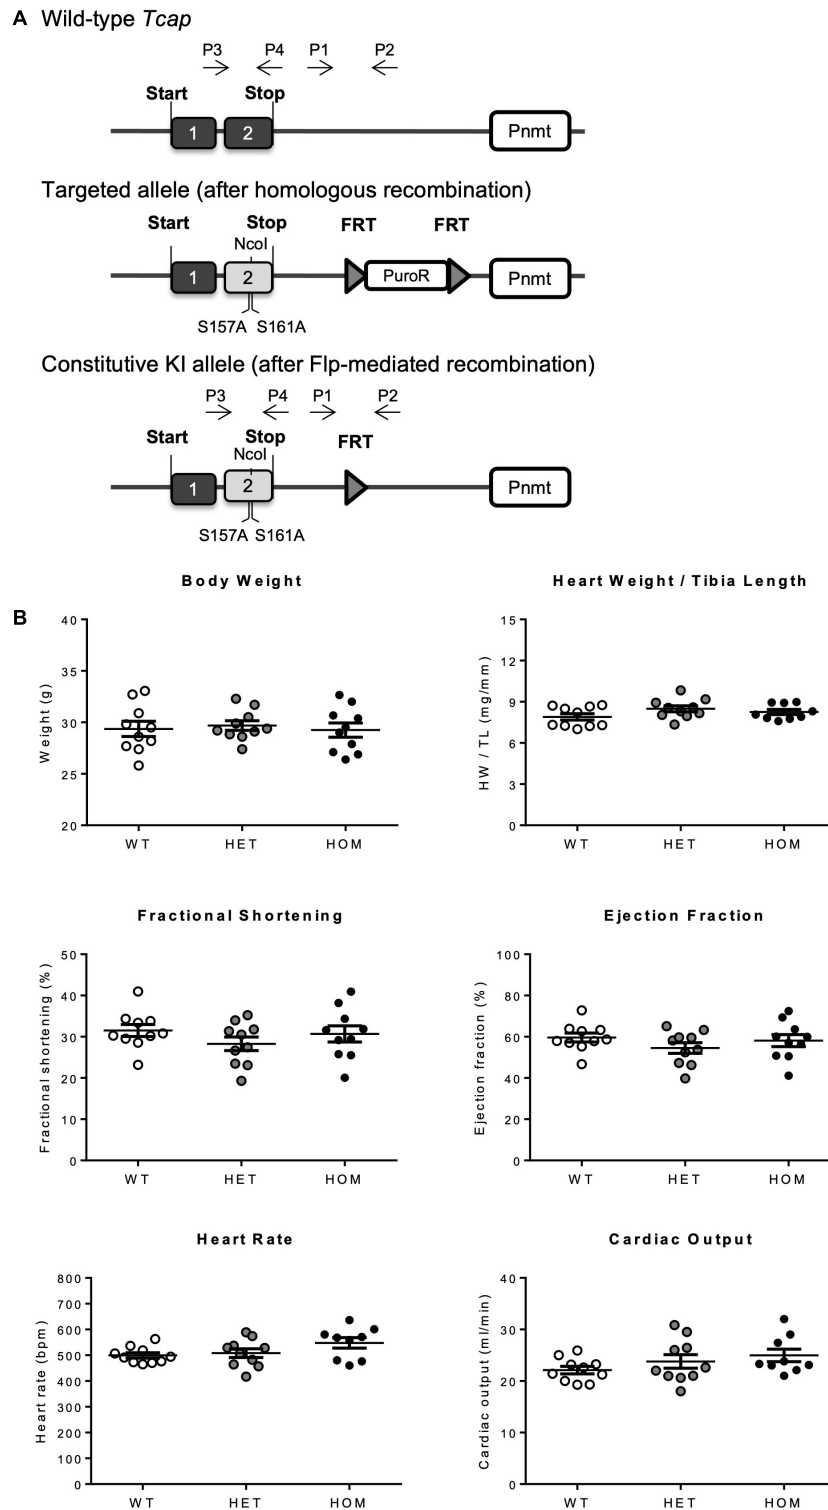 A Wild-type Tcap
P3 P4 P1 P2
Start Stop
1 2 Pnmt
Targeted allele (after homologous recombination)
Start Stop FRT FRT
NcoI
1 2 PuroR Pnmt
S157A S161A
Constitutive KI allele (after Flp-mediated recombination)
P3 P4 P1 P2
Start Stop FRT
NcoI
1 2 Pnmt
S157A S161A
B
Body Weight
Weight (g)
40
35
30
25
20
WT HET HOM
Heart Weight / Tibia Length
HW / TL (mg/mm)
15
12
9
6
3
0
WT HET HOM
Fractional Shortening
Fractional shortening (%)
50
40
30
20
10
0
WT HET HOM
Ejection Fraction
Ejection fraction (%)
100
80
60
40
20
0
WT HET HOM
Heart Rate
Heart rate (bpm)
800
700
600
500
400
300
200
100
0
WT HET HOM
Cardiac Output
Cardiac output (ml/min)
40
30
20
10
0
WT HET HOM